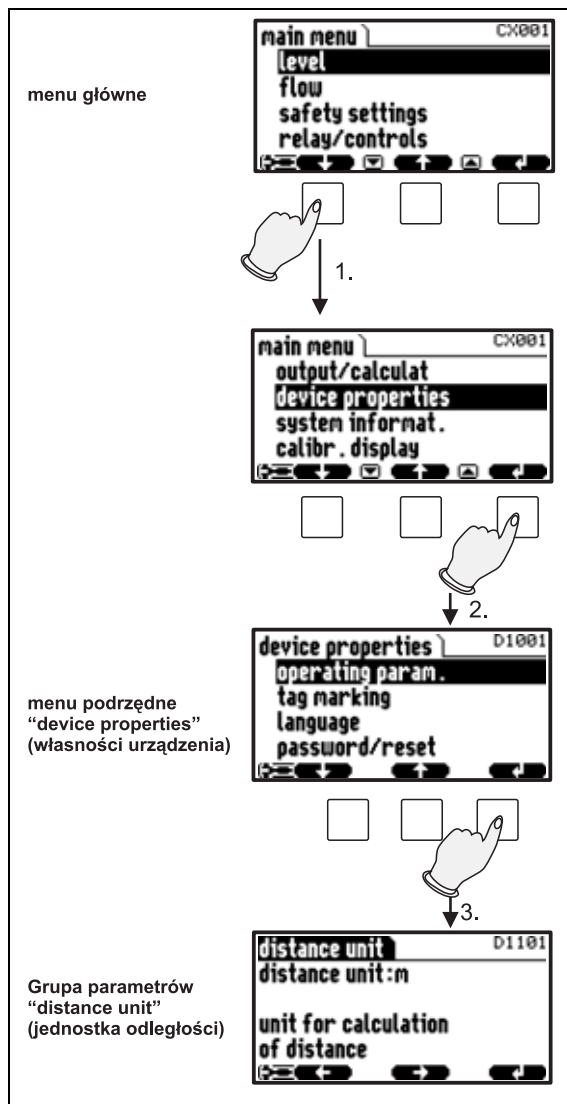 main menu
CX001
level
flow
safety settings
relay/controls
menu główne
1.
main menu
CX001
output/calculat
device properties
system informat.
calibr. display
2.
device properties
D1001
operating param.
tag marking
language
password/reset
menu podrzędne
“device properties”
(własności urządzenia)
3.
distance unit
D1101
distance unit:m
unit for calculation
of distance
Grupa parametrów
“distance unit”
(jednostka odległości)